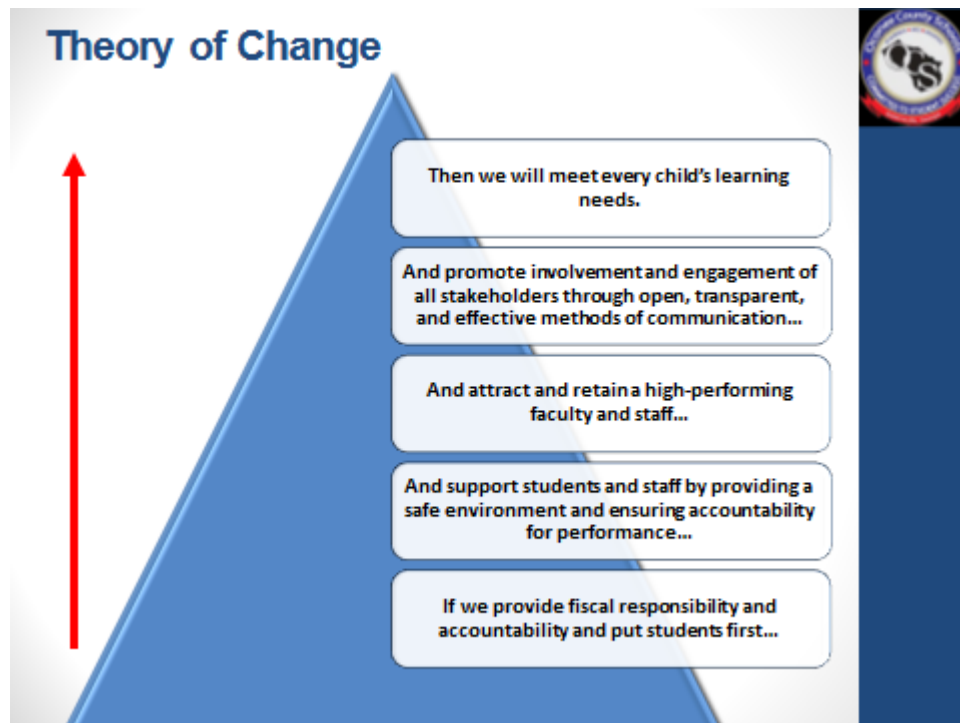 Theory of Change
Then we will meet every child's learning
needs.
And promote involvement and engagement of
all stakeholders through open, transparent,
and effective methods of communication...
And attract and retain a high-performing
faculty and staff...
And support students and staff by providing a
safe environment and ensuring accountability
for performance...
If we provide fiscal responsibility and
accountability and put students first...
Oconee County Schools